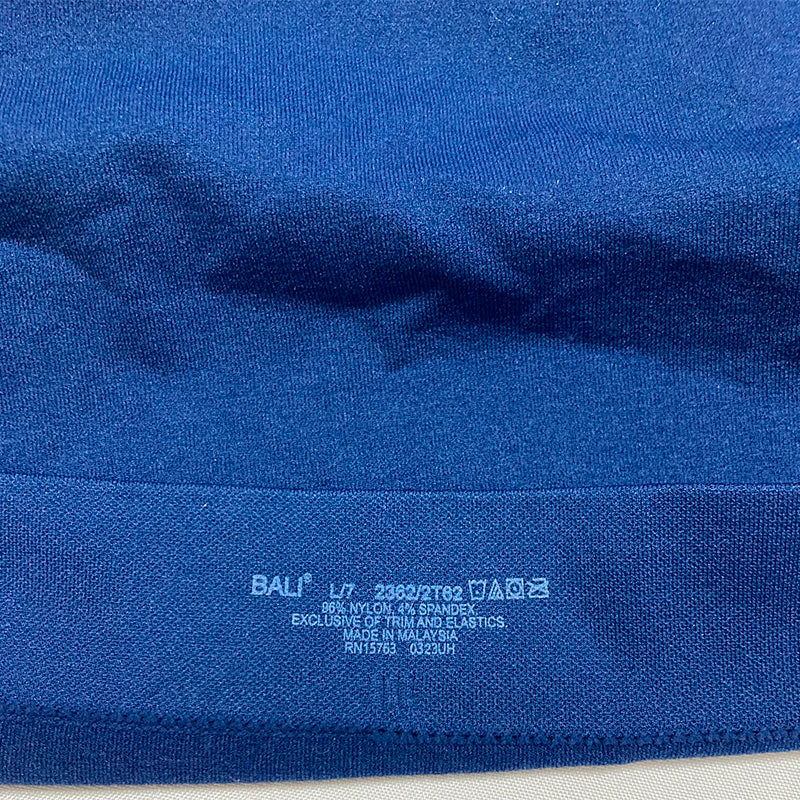 BALI® L/7 2362/2T62
96% NYLON, 4% SPANDEX
EXCLUSIVE OF TRIM AND ELASTICS.
MADE IN MALAYSIA
RN15763 0323UH